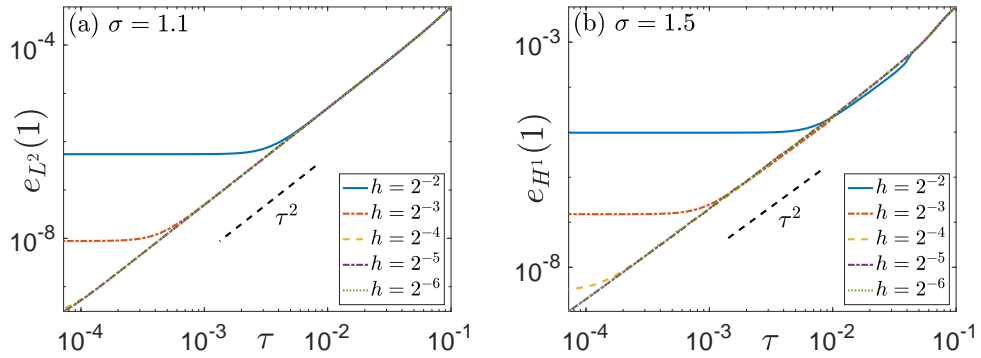 (a) σ = 1.1
10^-4
10^-8
e_{L^2}(1)
τ^2
h = 2^-2
h = 2^-3
h = 2^-4
h = 2^-5
h = 2^-6
10^-4 10^-3 10^-2 10^-1
τ
(b) σ = 1.5
10^-3
10^-8
e_{H^1}(1)
τ^2
h = 2^-2
h = 2^-3
h = 2^-4
h = 2^-5
h = 2^-6
10^-4 10^-3 10^-2 10^-1
τ